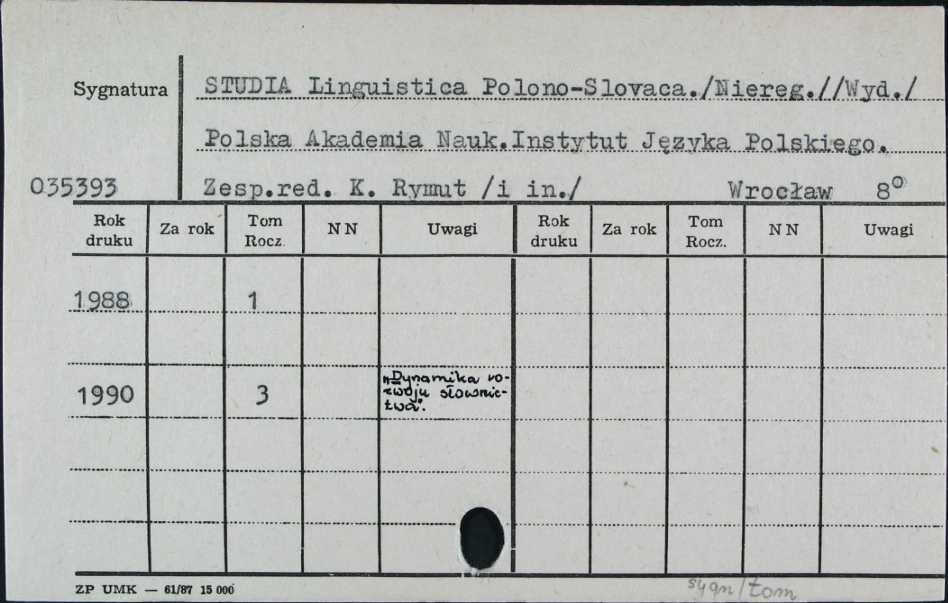 Sygnatura STUDIA Linguistica Polono-Slovaca./Niereg.//Wyd./
Polska Akademia Nauk.Instytut Języka Polskiego.
035393 Zesp.red. K. Rymut /i in./ Wrocław 8°
Rok druku Za rok Tom Rocz. NN Uwagi Rok druku Za rok Tom Rocz. NN Uwagi
1988 1
1990 3 „Dynamika ro-
zwoju słownic-
twa".
ZP UMK — 61/87 15 000
sygn/tom